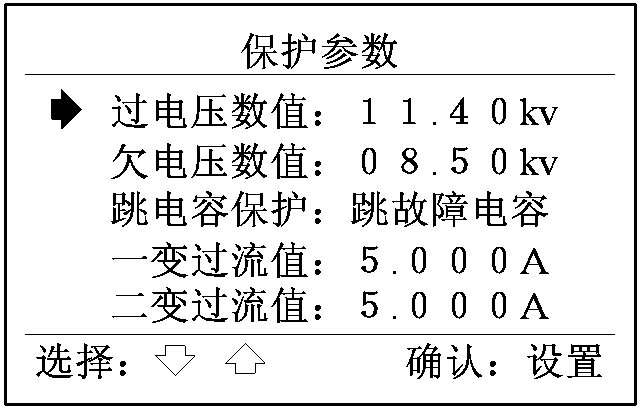 保护参数
过电压数值：11.40kv
欠电压数值：08.50kv
跳电容保护：跳故障电容
一变过流值：5.000A
二变过流值：5.000A
选择： 确认：设置